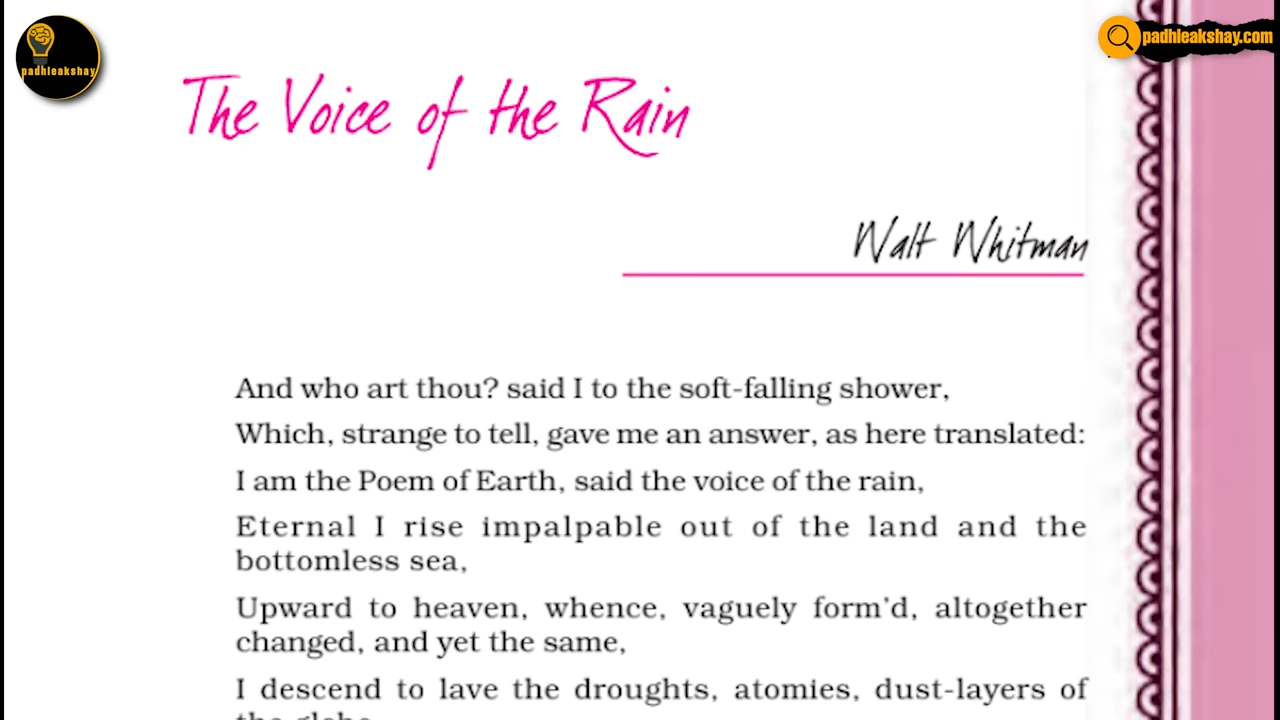 padhleakshay
padhleakshay.com
The Voice of the Rain
Walt Whitman
And who art thou? said I to the soft-falling shower,
Which, strange to tell, gave me an answer, as here translated:
I am the Poem of Earth, said the voice of the rain,
Eternal I rise impalpable out of the land and the
bottomless sea,
Upward to heaven, whence, vaguely form'd, altogether
changed, and yet the same,
I descend to lave the droughts, atomies, dust-layers of
the globe